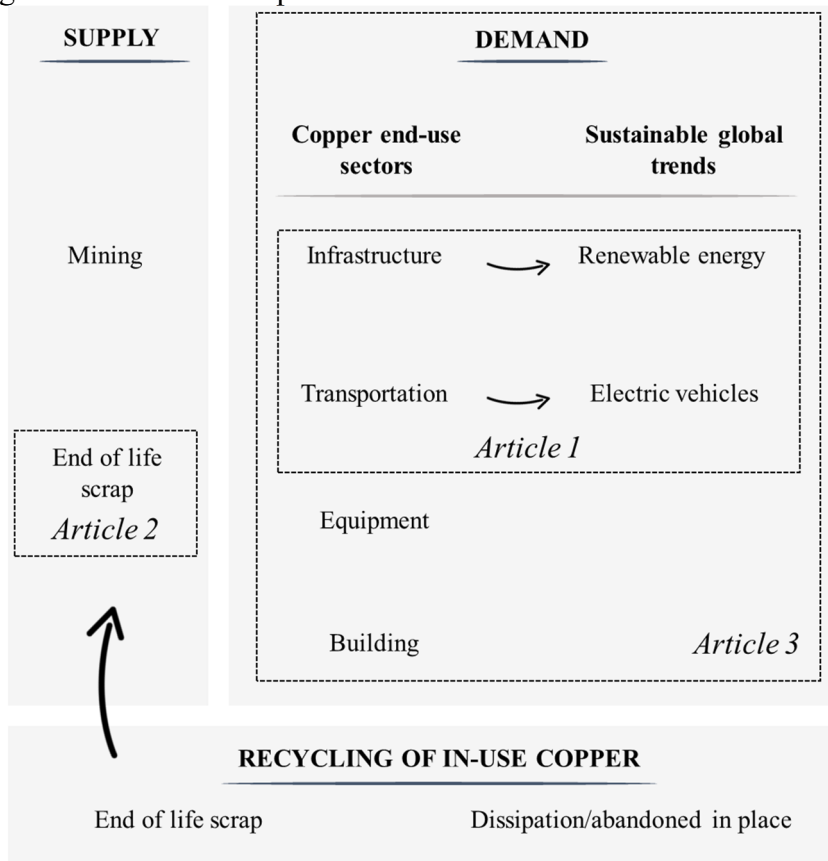 SUPPLY
DEMAND
Copper end-use
sectors
Sustainable global
trends
Mining
Infrastructure
Renewable energy
Transportation
Electric vehicles
Article 1
End of life
scrap
Article 2
Equipment
Building
Article 3
RECYCLING OF IN-USE COPPER
End of life scrap
Dissipation/abandoned in place